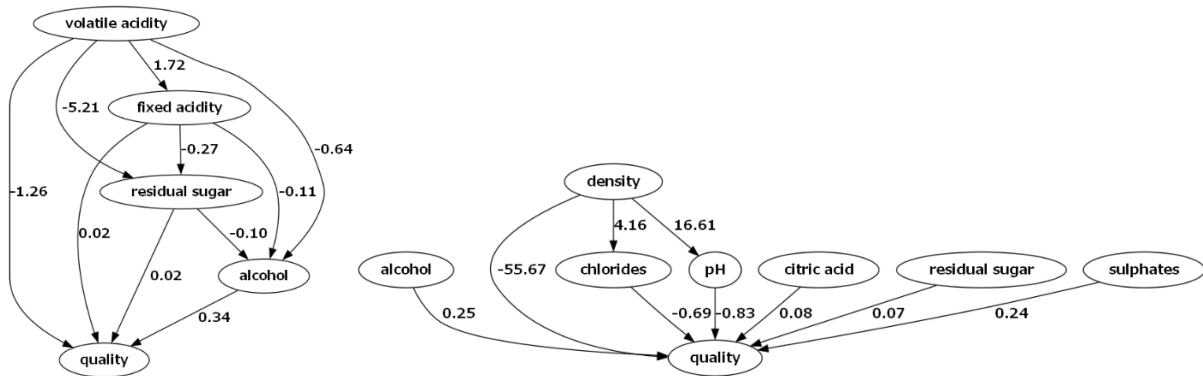 volatile acidity
1.72
-5.21
fixed acidity
-0.27
-0.64
-1.26
residual sugar
-0.11
0.02
-0.10
0.02
alcohol
0.34
quality
density
4.16
16.61
-55.67
alcohol
chlorides
pH
citric acid
residual sugar
sulphates
0.25
-0.69
-0.83
0.08
0.07
0.24
quality